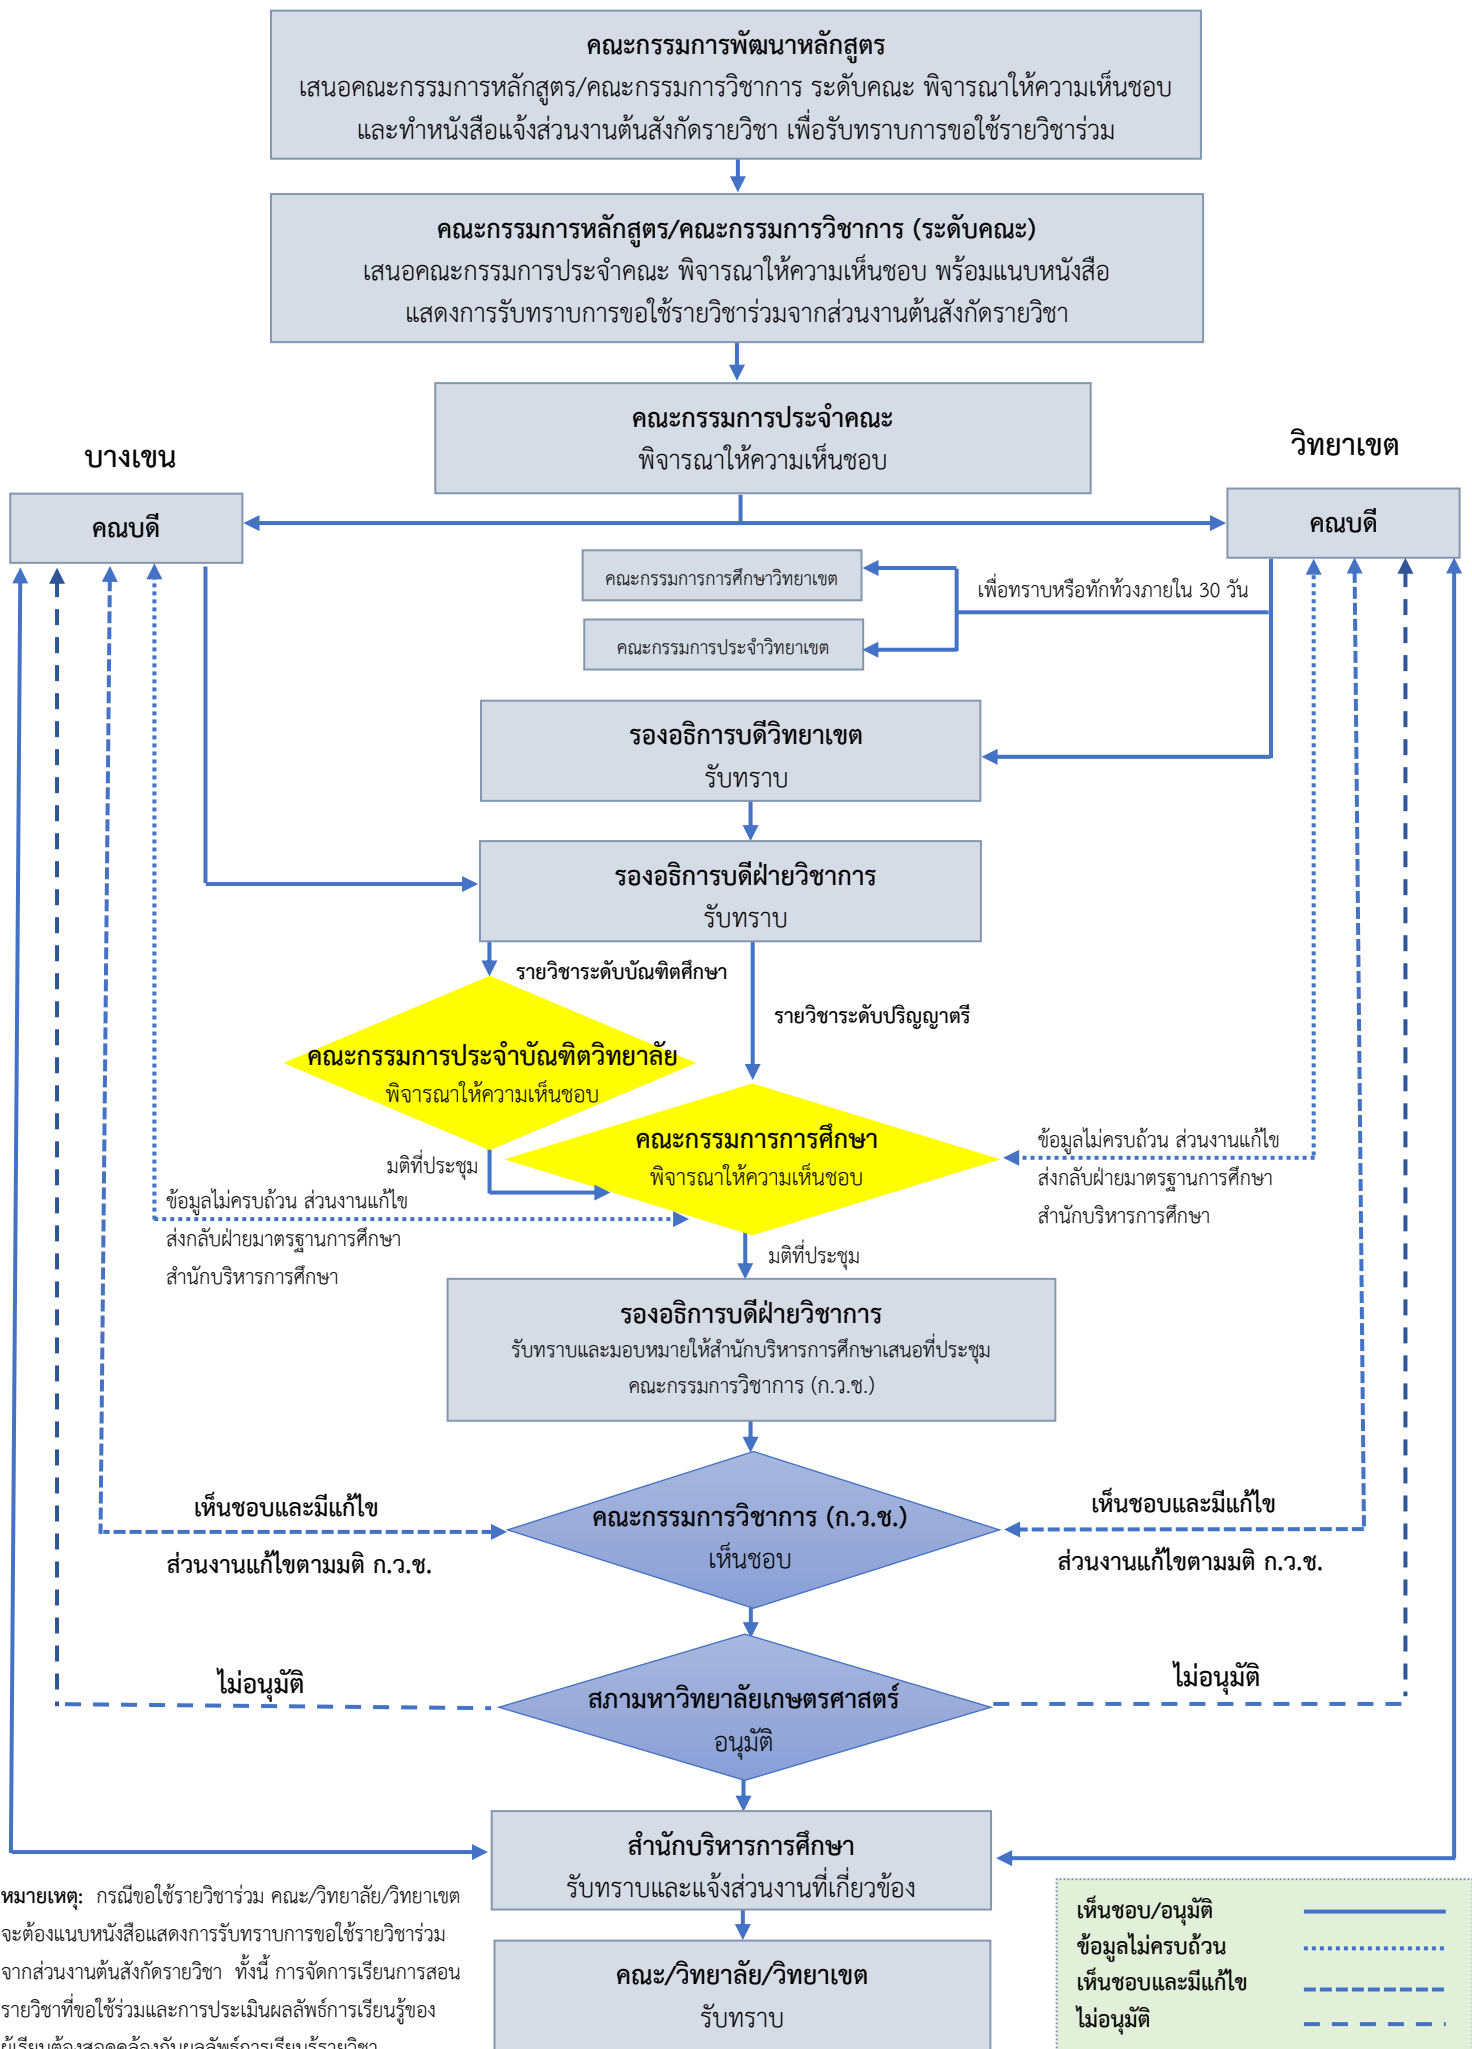 คณะกรรมการพัฒนาหลักสูตร
เสนอคณะกรรมการหลักสูตร/คณะกรรมการวิชาการ ระดับคณะ พิจารณาให้ความเห็นชอบ
และทำหนังสือแจ้งส่วนงานต้นสังกัดรายวิชา เพื่อรับทราบการขอใช้รายวิชาร่วม
คณะกรรมการหลักสูตร/คณะกรรมการวิชาการ (ระดับคณะ)
เสนอคณะกรรมการประจำคณะ พิจารณาให้ความเห็นชอบ พร้อมแนบหนังสือ
แสดงการรับทราบการขอใช้รายวิชาร่วมจากส่วนงานต้นสังกัดรายวิชา
คณะกรรมการประจำคณะ
พิจารณาให้ความเห็นชอบ
บางเขน
วิทยาเขต
คณบดี
คณบดี
คณะกรรมการการศึกษาวิทยาเขต
เพื่อทราบหรือทักท้วงภายใน 30 วัน
คณะกรรมการประจำวิทยาเขต
รองอธิการบดีวิทยาเขต
รับทราบ
รองอธิการบดีฝ่ายวิชาการ
รับทราบ
รายวิชาระดับบัณฑิตศึกษา
รายวิชาระดับปริญญาตรี
คณะกรรมการประจำบัณฑิตวิทยาลัย
พิจารณาให้ความเห็นชอบ
คณะกรรมการการศึกษา
พิจารณาให้ความเห็นชอบ
มติที่ประชุม
ข้อมูลไม่ครบถ้วน ส่วนงานแก้ไข
ส่งกลับฝ่ายมาตรฐานการศึกษา
สำนักบริหารการศึกษา
ข้อมูลไม่ครบถ้วน ส่วนงานแก้ไข
ส่งกลับฝ่ายมาตรฐานการศึกษา
สำนักบริหารการศึกษา
มติที่ประชุม
รองอธิการบดีฝ่ายวิชาการ
รับทราบและมอบหมายให้สำนักบริหารการศึกษาเสนอที่ประชุม
คณะกรรมการวิชาการ (ก.ว.ช.)
เห็นชอบและมีแก้ไข
ส่วนงานแก้ไขตามมติ ก.ว.ช.
คณะกรรมการวิชาการ (ก.ว.ช.)
เห็นชอบ
เห็นชอบและมีแก้ไข
ส่วนงานแก้ไขตามมติ ก.ว.ช.
ไม่อนุมัติ
สภามหาวิทยาลัยเกษตรศาสตร์
อนุมัติ
ไม่อนุมัติ
สำนักบริหารการศึกษา
รับทราบและแจ้งส่วนงานที่เกี่ยวข้อง
คณะ/วิทยาลัย/วิทยาเขต
รับทราบ
หมายเหตุ: กรณีขอใช้รายวิชาร่วม คณะ/วิทยาลัย/วิทยาเขต
จะต้องแนบหนังสือแสดงการรับทราบการขอใช้รายวิชาร่วม
จากส่วนงานต้นสังกัดรายวิชา ทั้งนี้ การจัดการเรียนการสอน
รายวิชาที่ขอใช้ร่วมและการประเมินผลลัพธ์การเรียนรู้ของ
ผู้เรียนต้องสอดคล้องกับผลลัพธ์การเรียนรู้รายวิชา
เห็นชอบ/อนุมัติ
ข้อมูลไม่ครบถ้วน
เห็นชอบและมีแก้ไข
ไม่อนุมัติ